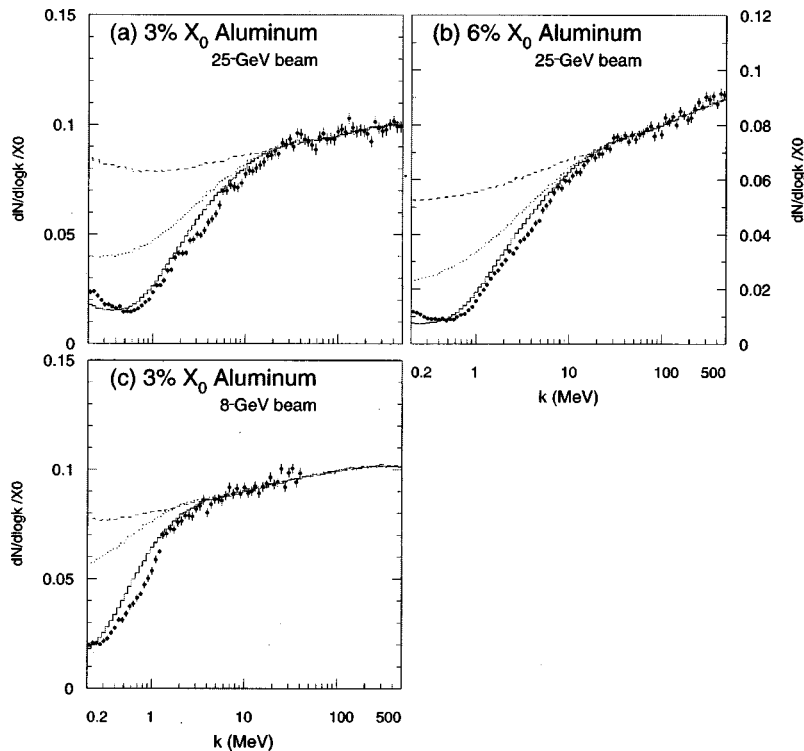 (a) 3% X0 Aluminum
25-GeV beam
0.15
0.1
0.05
0
dN/dlogk /X0
(b) 6% X0 Aluminum
25-GeV beam
0.12
0.10
0.08
0.06
0.04
0.02
0
dN/dlogk /X0
0.2 1 10 100 500
k (MeV)
(c) 3% X0 Aluminum
8-GeV beam
0.15
0.1
0.05
0
dN/dlogk /X0
0.2 1 10 100 500
k (MeV)